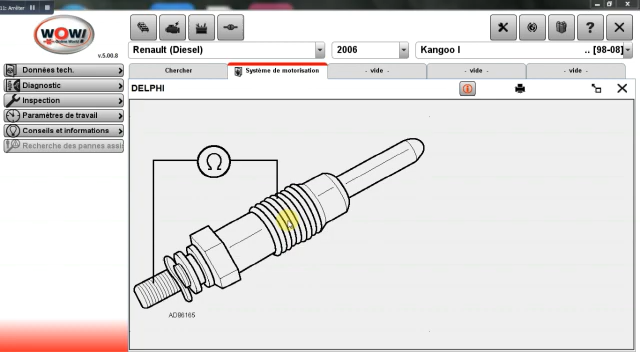 11: Arrêter
WOW!
v.5.00.8
Renault (Diesel)
2006
Kangoo I
.. [98-08]
Données tech.
Diagnostic
Inspection
Paramètres de travail
Conseils et informations
Recherche des pannes assi
Chercher
Système de motorisation
- vide -
- vide -
- vide -
DELPHI
Ω
AD96165